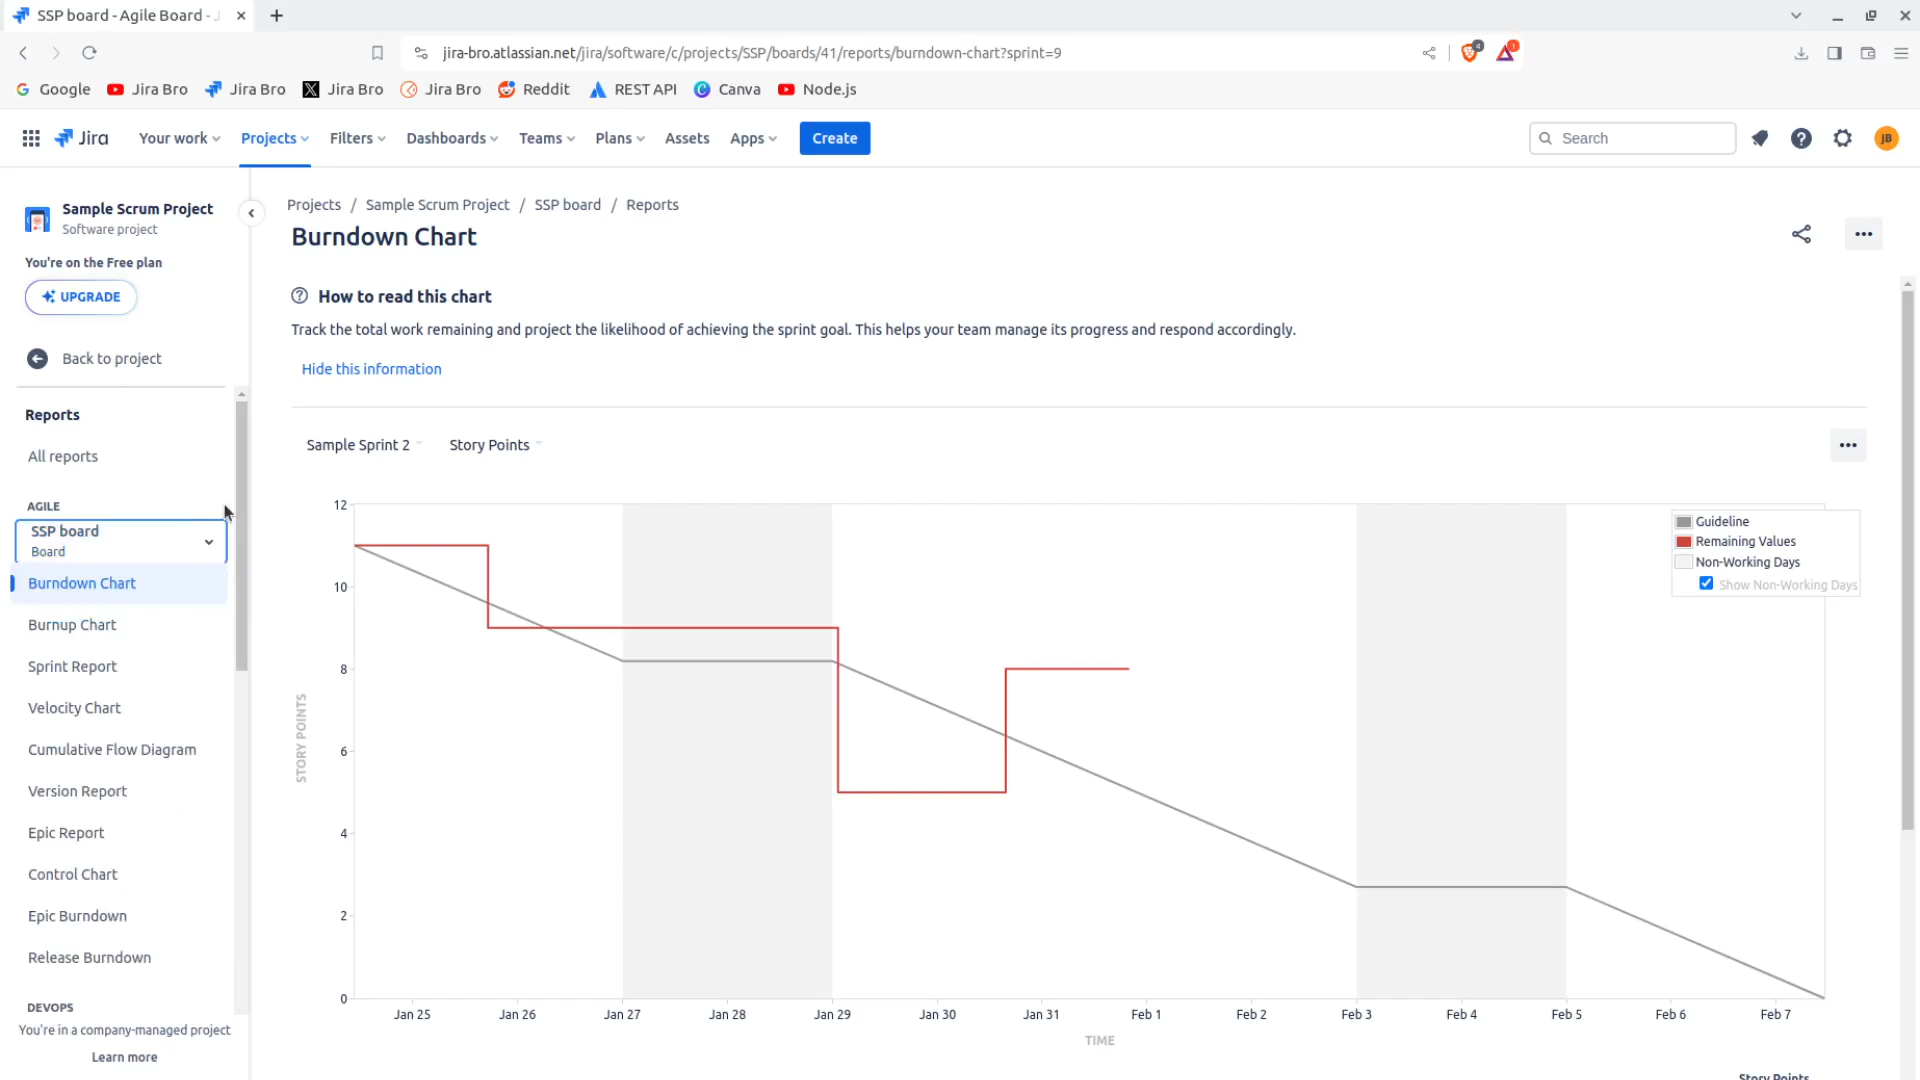 SSP board - Agile Board - J
jira-bro.atlassian.net/jira/software/c/projects/SSP/boards/41/reports/burndown-chart?sprint=9
4
1
Google Jira Bro Jira Bro Jira Bro Jira Bro Reddit REST API Canva Node.js
Jira Your work Projects Filters Dashboards Teams Plans Assets Apps Create Search JB
Sample Scrum Project
Software project
You're on the Free plan
UPGRADE
Back to project
Reports
All reports
AGILE
SSP board
Board
Burndown Chart
Burnup Chart
Sprint Report
Velocity Chart
Cumulative Flow Diagram
Version Report
Epic Report
Control Chart
Epic Burndown
Release Burndown
DEVOPS
You're in a company-managed project
Learn more
Projects / Sample Scrum Project / SSP board / Reports
Burndown Chart
How to read this chart
Track the total work remaining and project the likelihood of achieving the sprint goal. This helps your team manage its progress and respond accordingly.
Hide this information
Sample Sprint 2 Story Points
Guideline
Remaining Values
Non-Working Days
Show Non-Working Days
12
10
8
6
4
2
0
STORY POINTS
Jan 25 Jan 26 Jan 27 Jan 28 Jan 29 Jan 30 Jan 31 Feb 1 Feb 2 Feb 3 Feb 4 Feb 5 Feb 6 Feb 7
TIME
Story Points